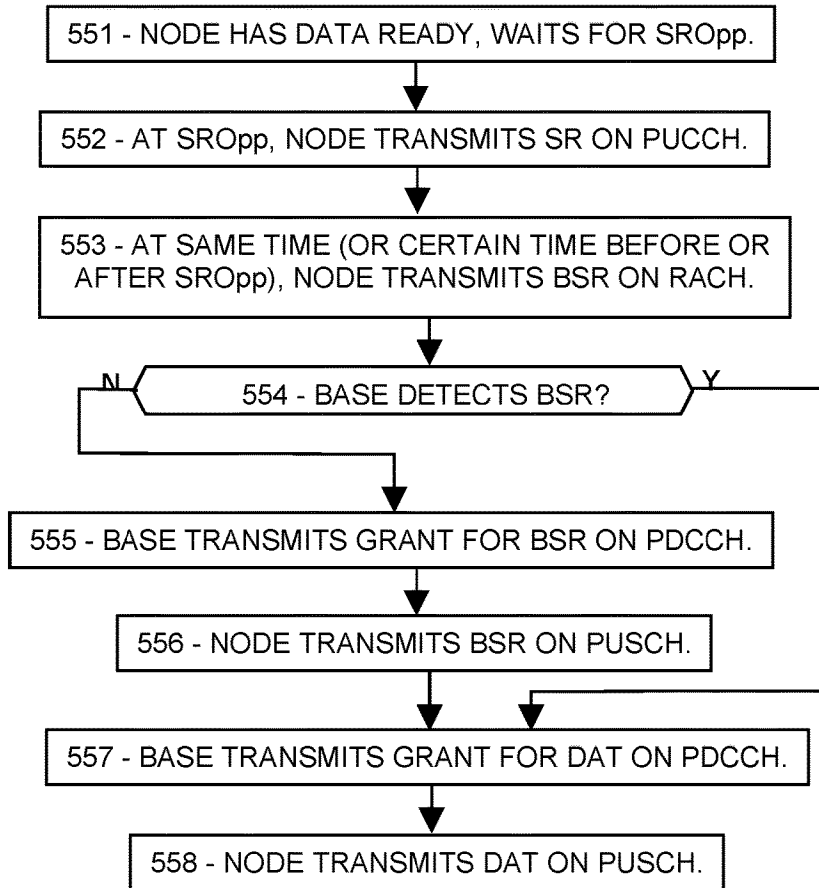 551 - NODE HAS DATA READY, WAITS FOR SROpp.
552 - AT SROpp, NODE TRANSMITS SR ON PUCCH.
553 - AT SAME TIME (OR CERTAIN TIME BEFORE OR
AFTER SROpp), NODE TRANSMITS BSR ON RACH.
N
554 - BASE DETECTS BSR?
Y
555 - BASE TRANSMITS GRANT FOR BSR ON PDCCH.
556 - NODE TRANSMITS BSR ON PUSCH.
557 - BASE TRANSMITS GRANT FOR DAT ON PDCCH.
558 - NODE TRANSMITS DAT ON PUSCH.